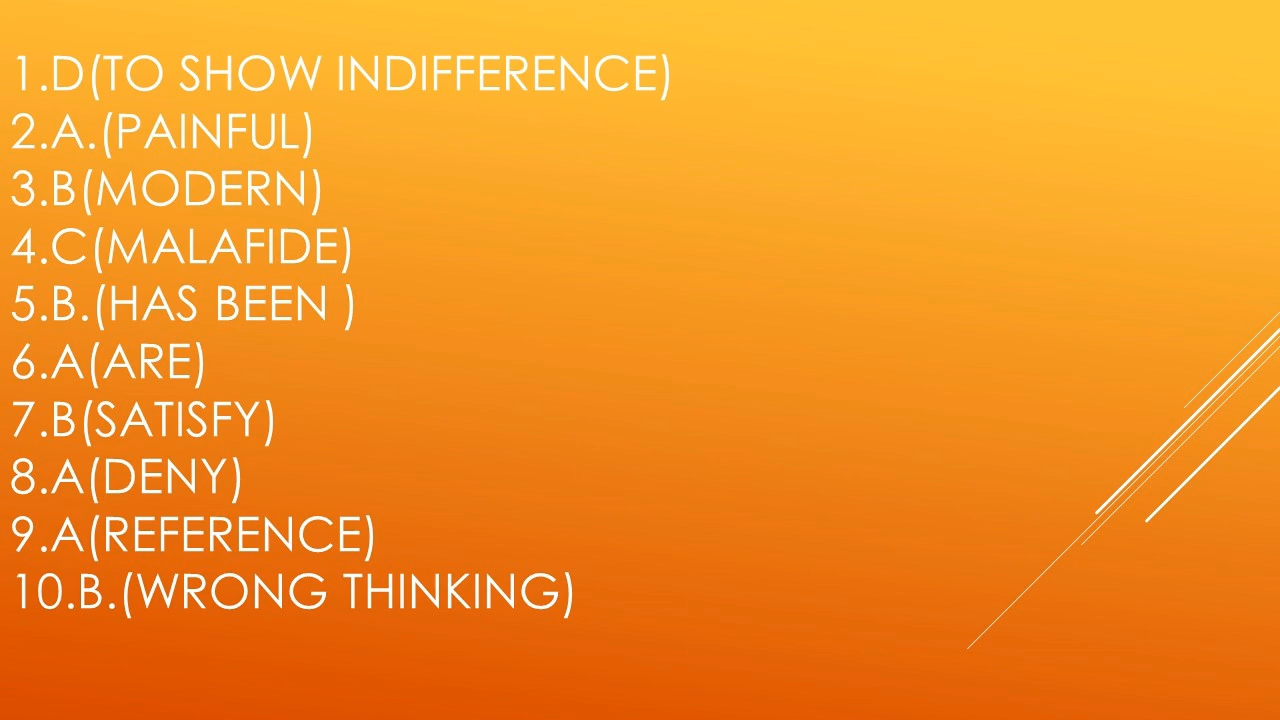 1.D(TO SHOW INDIFFERENCE)
2.A.(PAINFUL)
3.B(MODERN)
4.C(MALAFIDE)
5.B.(HAS BEEN )
6.A(ARE)
7.B(SATISFY)
8.A(DENY)
9.A(REFERENCE)
10.B.(WRONG THINKING)